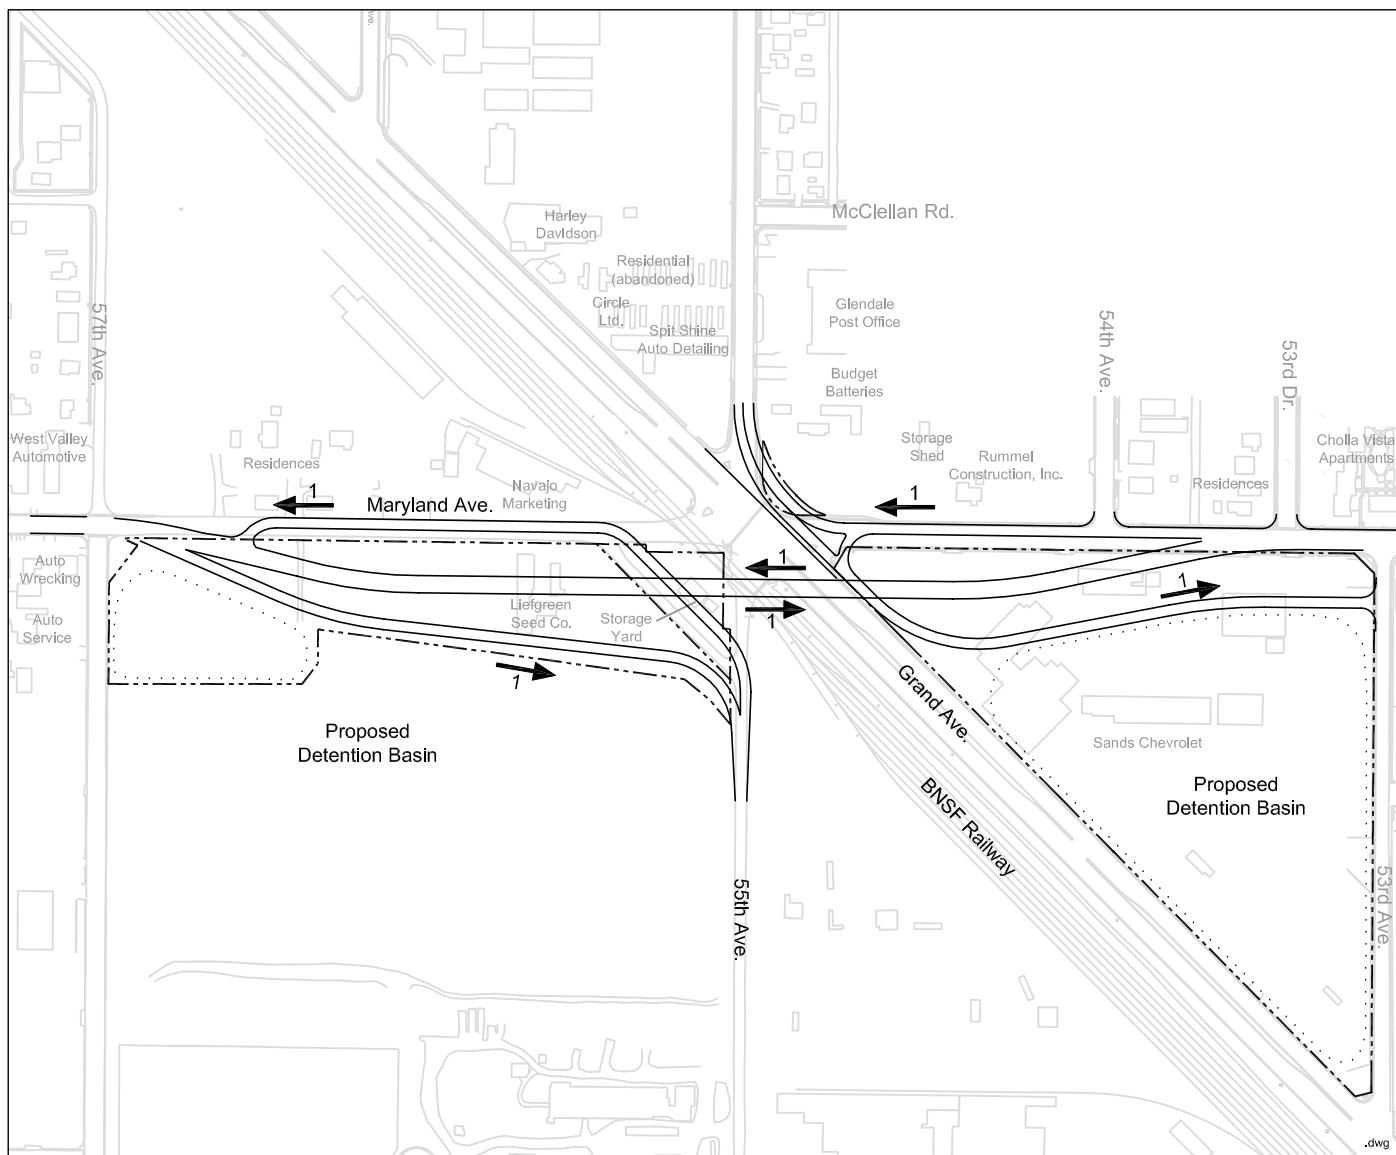 Ave.
McClellan Rd.
Harley
Davidson
Residential
(abandoned)
Circle
Ltd.
Spit Shine
Auto Detailing
Glendale
Post Office
Budget
Batteries
57th Ave.
54th Ave.
53rd Dr.
West Valley
Automotive
Residences
Navajo
Marketing
Storage
Shed
Rummel
Construction, Inc.
Residences
Cholla Vista
Apartments
1
Maryland Ave.
1
Auto
Wrecking
Auto
Service
1
1
1
Liefgreen
Seed Co.
Storage
Yard
1
Grand Ave.
Proposed
Detention Basin
Sands Chevrolet
Proposed
Detention Basin
BNSF Railway
55th Ave.
53rd Ave.
.dwg